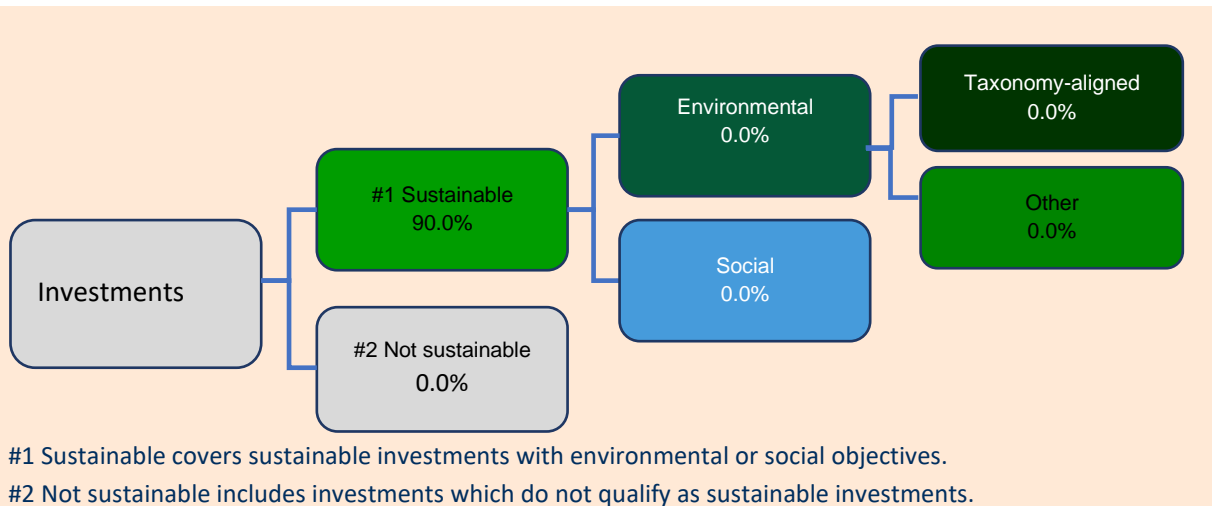 Investments
#1 Sustainable
90.0%
#2 Not sustainable
0.0%
Environmental
0.0%
Social
0.0%
Taxonomy-aligned
0.0%
Other
0.0%
#1 Sustainable covers sustainable investments with environmental or social objectives.
#2 Not sustainable includes investments which do not qualify as sustainable investments.